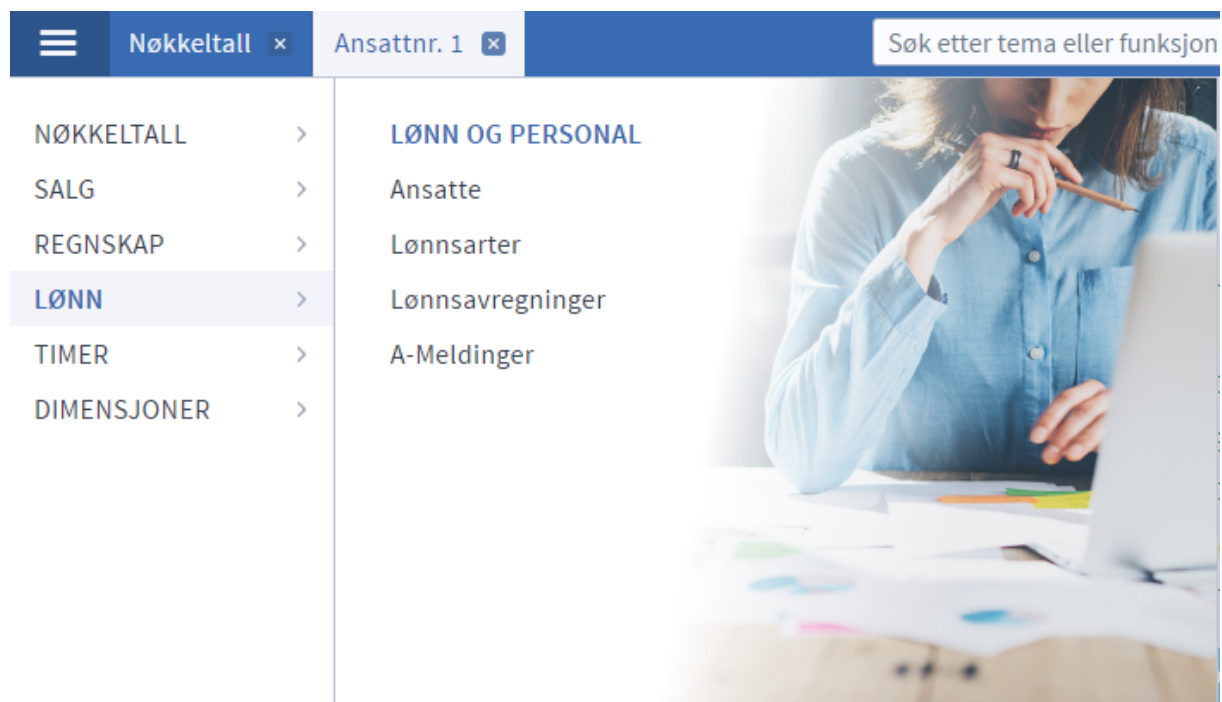 Nøkkeltall
Ansattnr. 1
Søk etter tema eller funksjon
NØKKELTALL
SALG
REGNSKAP
LØNN
TIMER
DIMENSJONER
LØNN OG PERSONAL
Ansatte
Lønnsarter
Lønnsavregninger
A-Meldinger